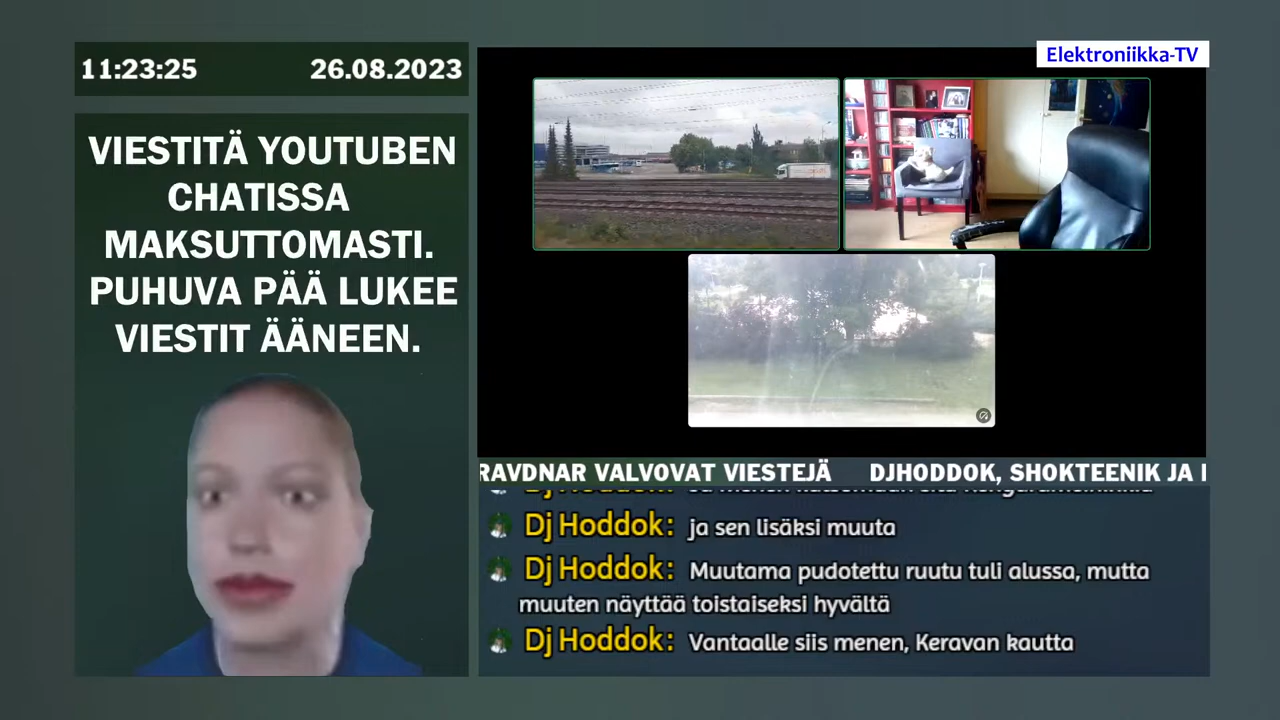 Elektroniikka-TV
11:23:25 26.08.2023
VIESTITÄ YOUTUBEN
CHATISSA
MAKSUTTOMASTI.
PUHUVA PÄÄ LUKEE
VIESTIT ÄÄNEEN.
RAVDNAR VALVOVAT VIESTEJÄ DJHODDOK, SHOKTEENIK JA
Dj Hoddok:
Dj Hoddok: ja sen lisäksi muuta
Dj Hoddok: Muutama pudotettu ruutu tuli alussa, mutta
muuten näyttää toistaiseksi hyvältä
Dj Hoddok: Vantaalle siis menen, Keravan kautta